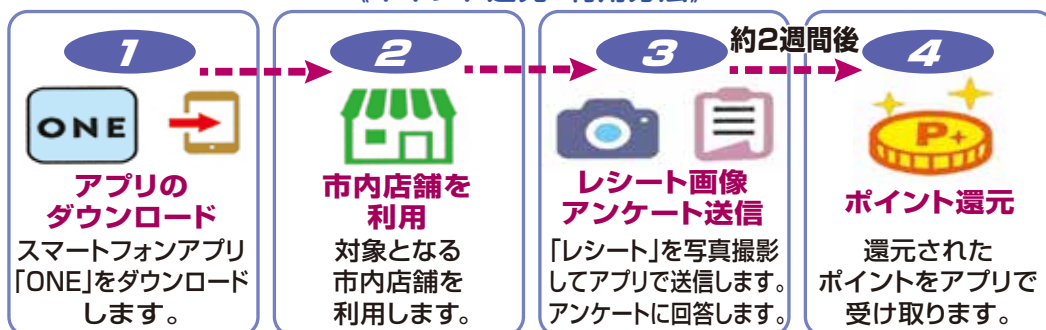 1
ONE
アプリの
ダウンロード
スマートフォンアプリ
「ONE」をダウンロード
します。
2
市内店舗を
利用
対象となる
市内店舗を
利用します。
3
レシート画像
アンケート送信
「レシート」を写真撮影
してアプリで送信します。
アンケートに回答します。
約2週間後
4
P+
ポイント還元
還元された
ポイントをアプリで
受け取ります。